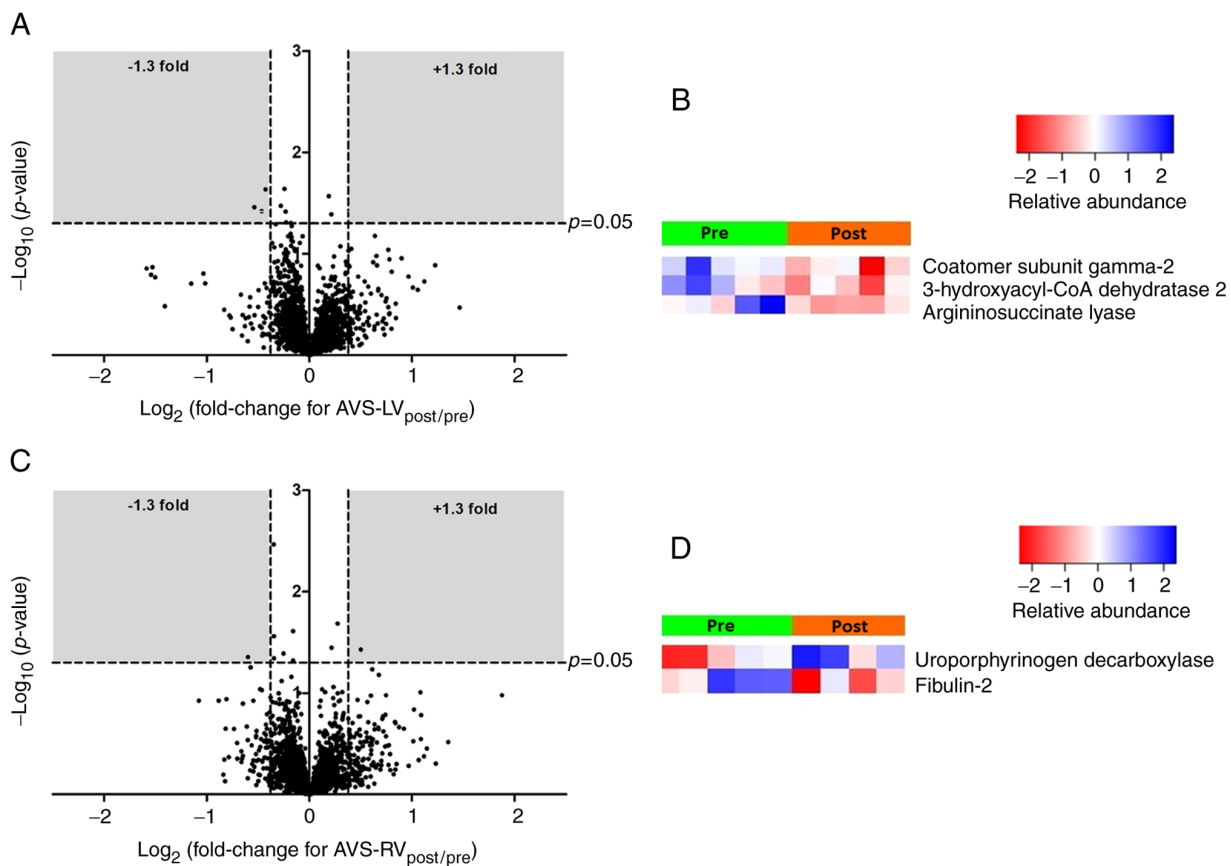 A
-1.3 fold
+1.3 fold
3
2
p=0.05
–Log10 (p-value)
–2 –1 0 1 2
Log2 (fold-change for AVS-LVpost/pre)
B
–2 –1 0 1 2
Relative abundance
Pre Post
Coatomer subunit gamma-2
3-hydroxyacyl-CoA dehydratase 2
Argininosuccinate lyase
C
-1.3 fold
+1.3 fold
3
2
p=0.05
1
–Log10 (p-value)
–2 –1 0 1 2
Log2 (fold-change for AVS-RVpost/pre)
D
–2 –1 0 1 2
Relative abundance
Pre Post
Uroporphyrinogen decarboxylase
Fibulin-2